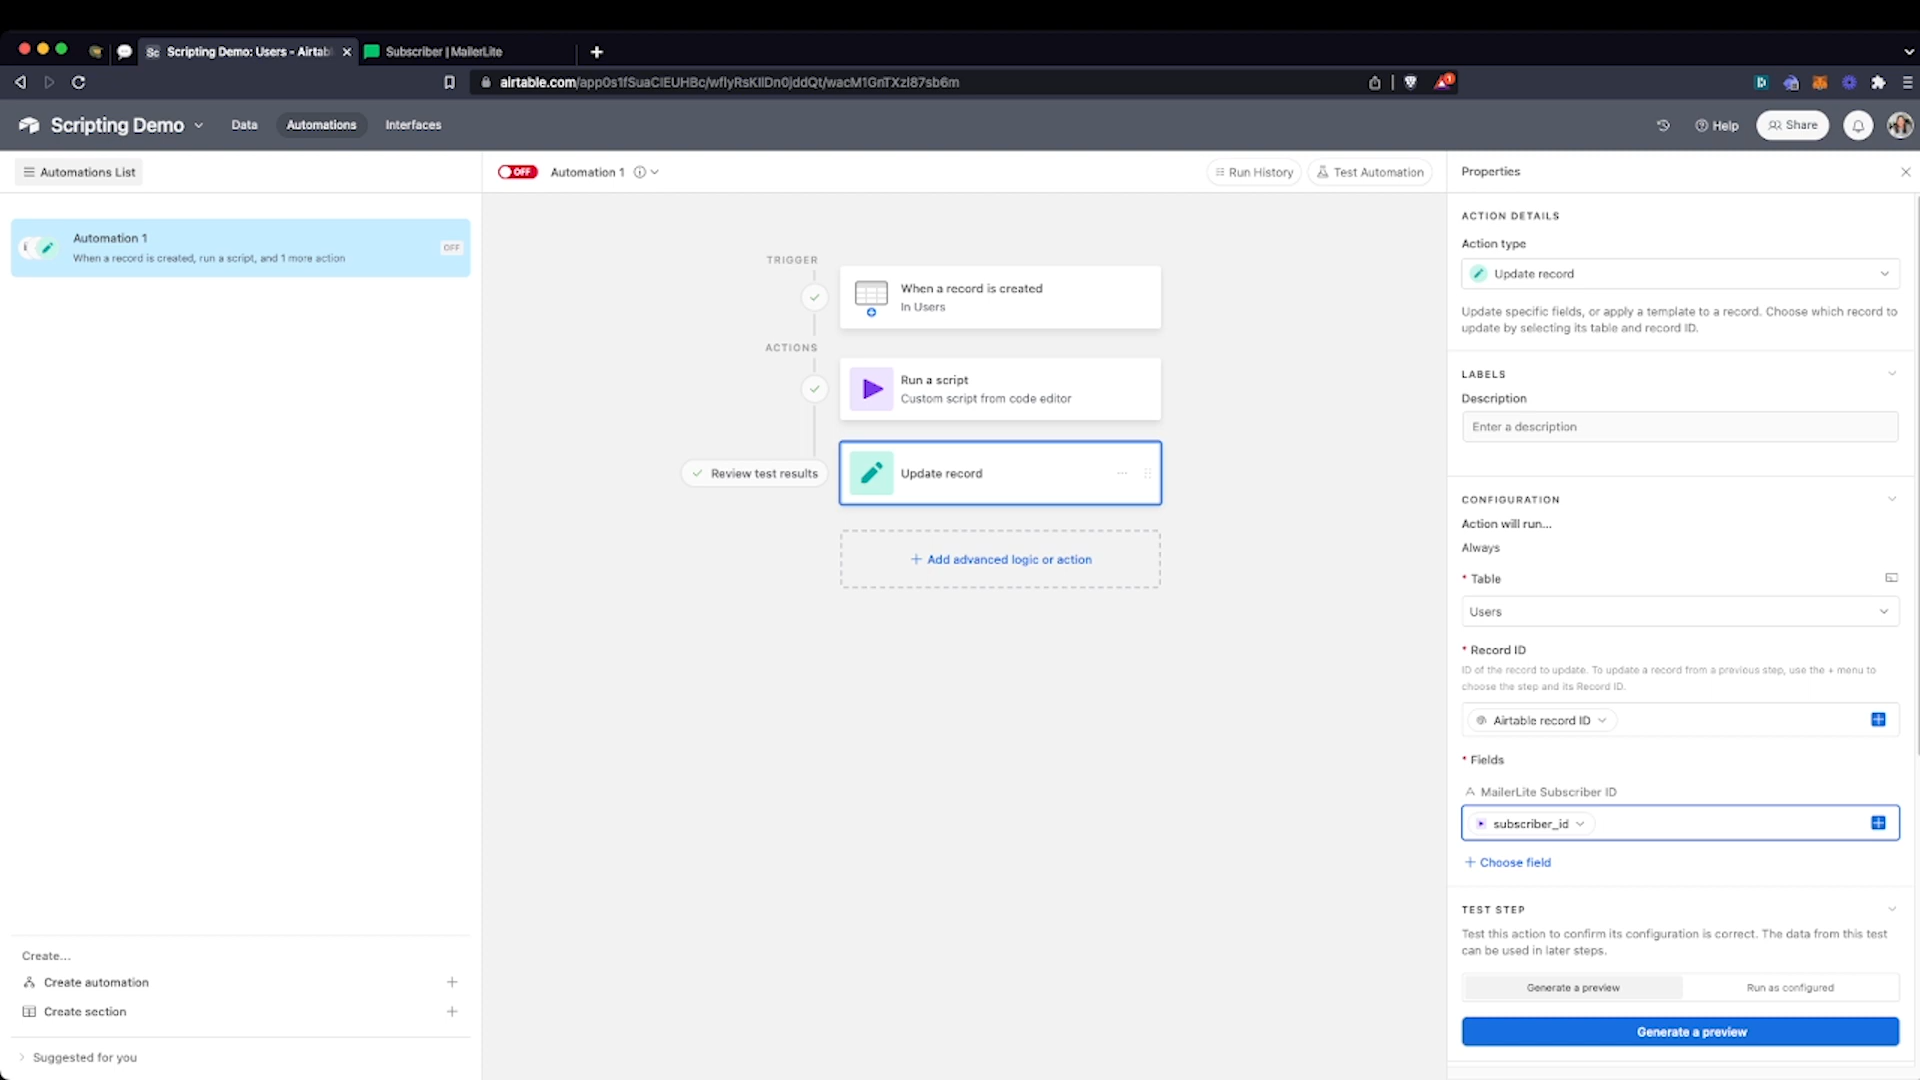 Sc Scripting Demo: Users - Airtab
Subscriber | MailerLite
Scripting Demo
Data
Automations
Interfaces
Help
Share
Automations List
OFF
Automation 1
Run History
Test Automation
Properties
Automation 1
When a record is created, run a script, and 1 more action
OFF
TRIGGER
When a record is created
In Users
ACTIONS
Run a script
Custom script from code editor
Review test results
Update record
Add advanced logic or action
ACTION DETAILS
Action type
Update record
Update specific fields, or apply a template to a record. Choose which record to
update by selecting its table and record ID.
LABELS
Description
Enter a description
CONFIGURATION
Action will run...
Always
* Table
Users
* Record ID
ID of the record to update. To update a record from a previous step, use the + menu to
choose the step and its Record ID.
Airtable record ID
* Fields
A MailerLite Subscriber ID
subscriber_id
+ Choose field
TEST STEP
Test this action to confirm its configuration is correct. The data from this test
can be used in later steps.
Generate a preview
Run as configured
Generate a preview
Create...
Create automation
Create section
Suggested for you